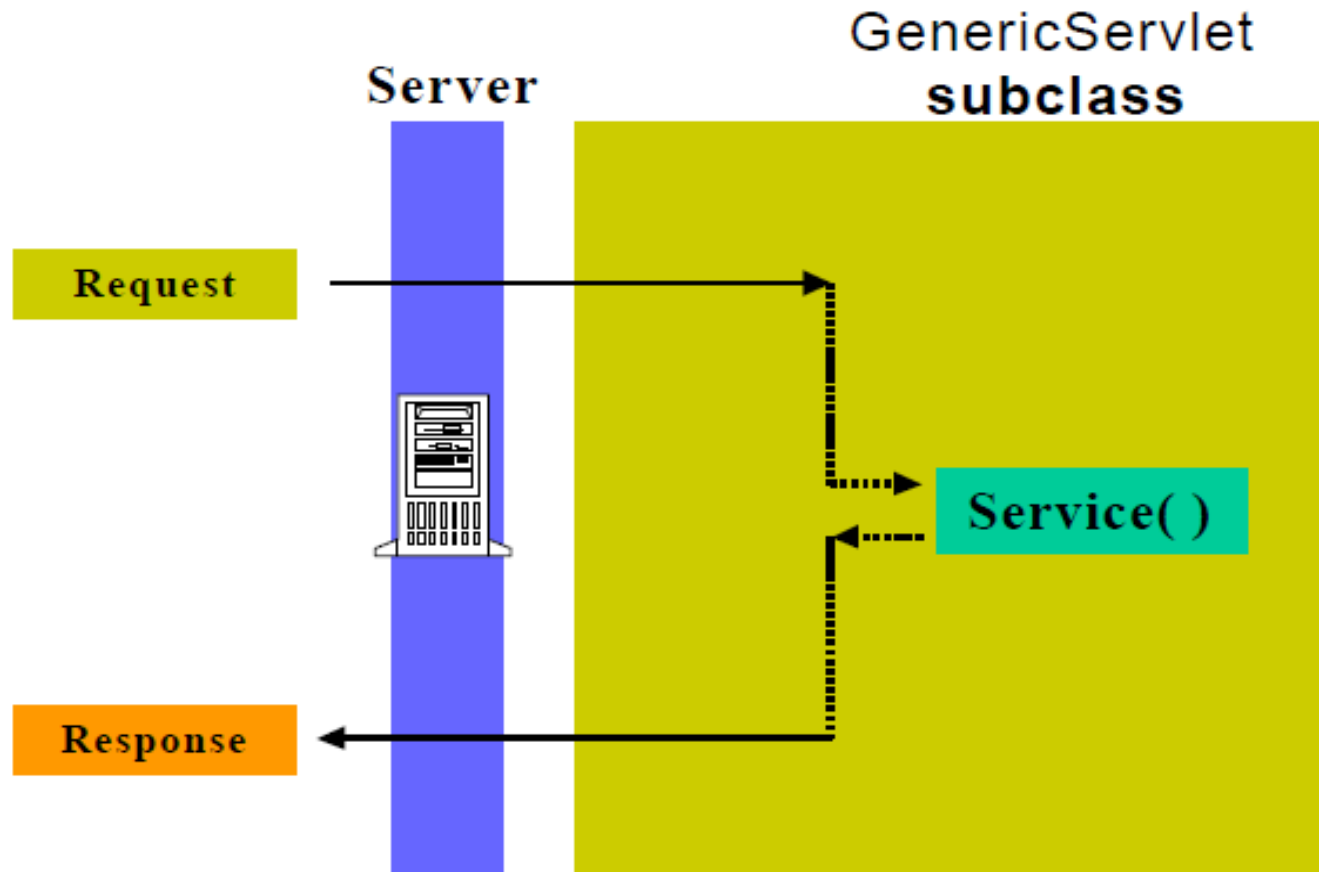 GenericServlet
subclass
Server
Request
Service( )
Response